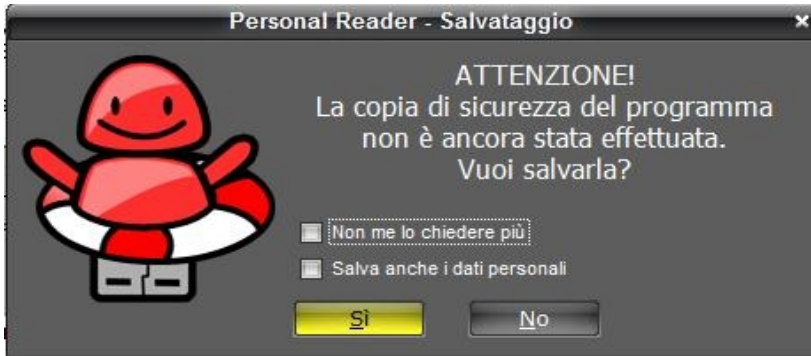 Personal Reader - Salvataggio
ATTENZIONE!
La copia di sicurezza del programma
non è ancora stata effettuata.
Vuoi salvarla?
Non me lo chiedere più
Salva anche i dati personali
Sì No